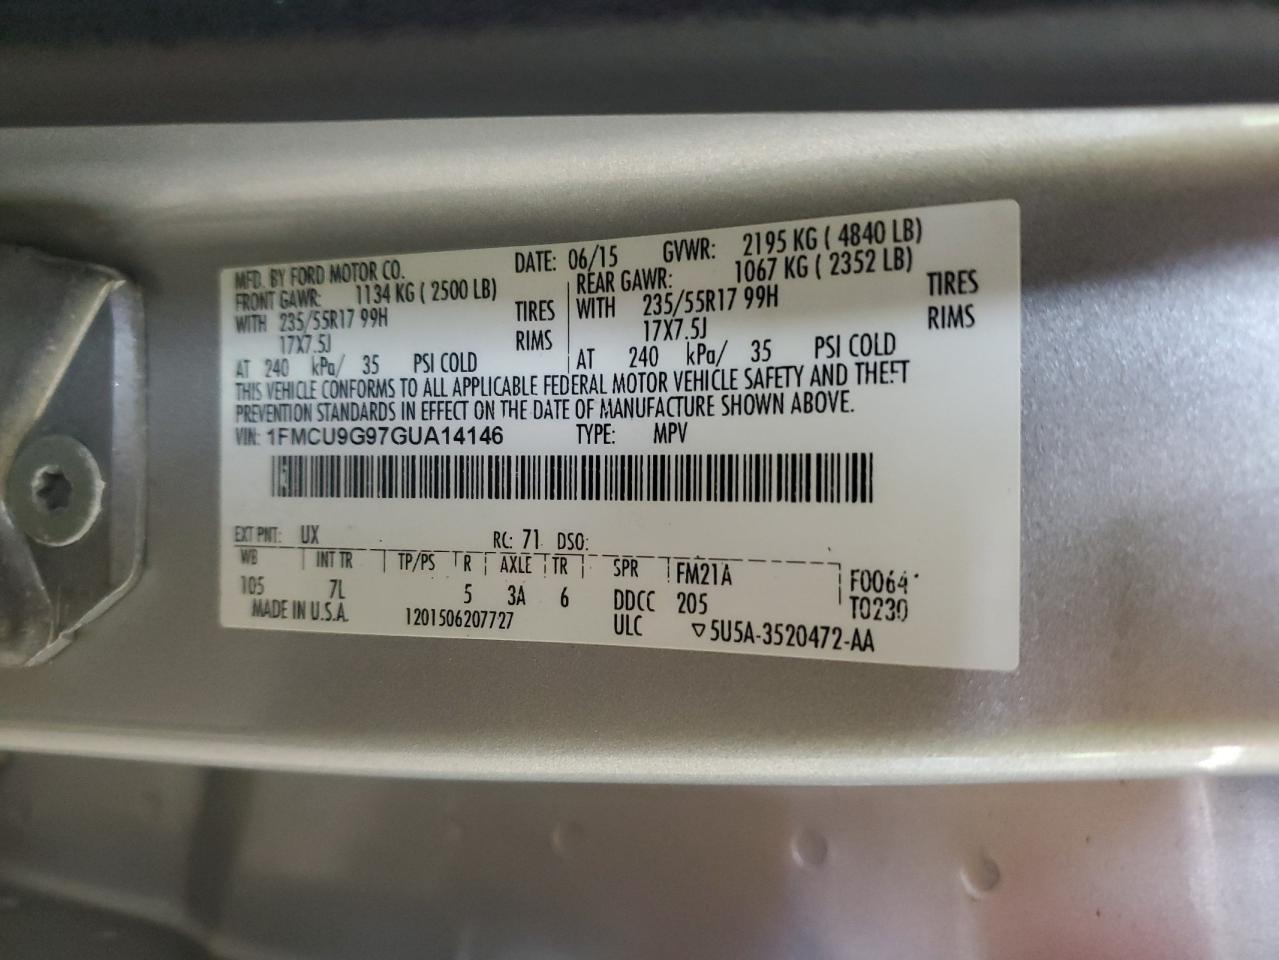 MFD. BY FORD MOTOR CO. DATE: 06/15 GVWR: 2195 KG ( 4840 LB)
FRONT GAWR: 1134 KG ( 2500 LB) REAR GAWR: 1067 KG ( 2352 LB)
WITH 235/55R17 99H TIRES WITH 235/55R17 99H TIRES
17X7.5J RIMS 17X7.5J RIMS
AT 240 kPa/ 35 PSI COLD AT 240 kPa/ 35 PSI COLD
THIS VEHICLE CONFORMS TO ALL APPLICABLE FEDERAL MOTOR VEHICLE SAFETY AND THEFT
PREVENTION STANDARDS IN EFFECT ON THE DATE OF MANUFACTURE SHOWN ABOVE.
VIN: 1FMCU9G97GUA14146 TYPE: MPV
EXT PNT: UX RC: 71 DSO:
WB INT TR TP/PS R AXLE TR SPR FM21A F0064
105 7L 5 3A 6 DDCC 205 T0230
MADE IN U.S.A. 1201506207727 ULC ▽5U5A-3520472-AA